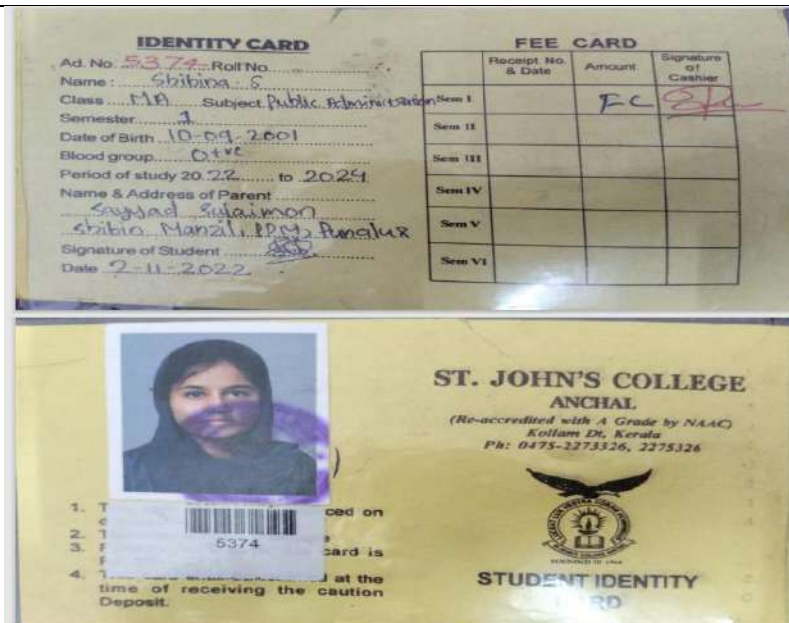 IDENTITY CARD
Ad. No. 5374 Roll No.
Name : Shibina S
Class MA Subject Public Administration
Semester 1
Date of Birth 10-09-2001
Blood group O+ve
Period of study 2022 to 2024
Name & Address of Parent
Sayyad Sulaimon
Shibin Manzil, PPM, Punalur
Signature of Student
Date 7-11-2022
FEE CARD
Receipt No. & Date Amount Signature of Cashier
Sem I FC
Sem II
Sem III
Sem IV
Sem V
Sem VI
ST. JOHN'S COLLEGE
ANCHAL
(Re-accredited with A Grade by NAAC)
Kollam Dt, Kerala
Ph: 0475-2273326, 2275326
5374
1. ced on
2.
3. card is
4. at the
time of receiving the caution
Deposit.
STUDENT IDENTITY